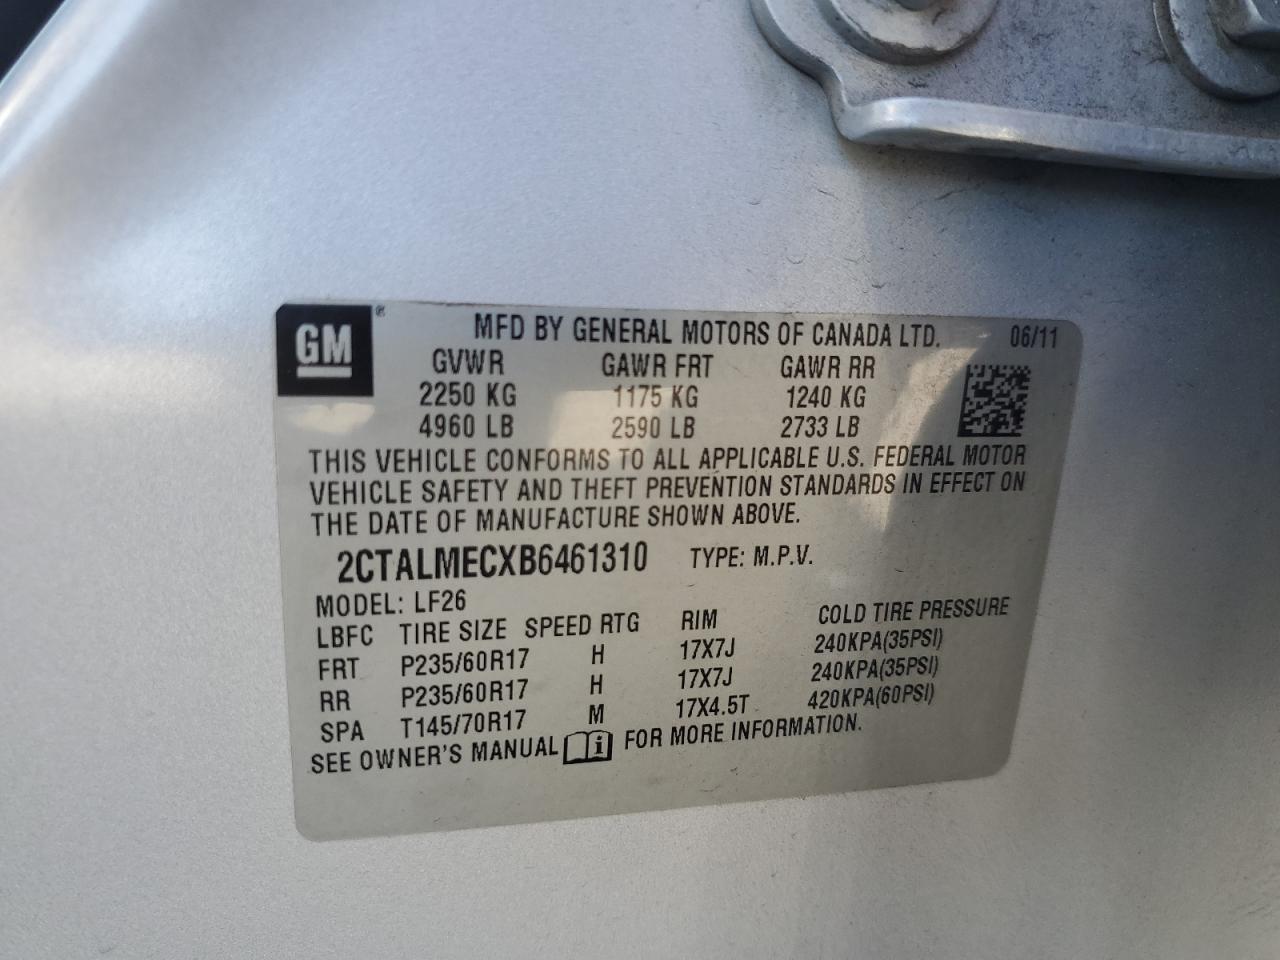 GM ® MFD BY GENERAL MOTORS OF CANADA LTD. 06/11
GVWR GAWR FRT GAWR RR
2250 KG 1175 KG 1240 KG
4960 LB 2590 LB 2733 LB
THIS VEHICLE CONFORMS TO ALL APPLICABLE U.S. FEDERAL MOTOR
VEHICLE SAFETY AND THEFT PREVENTION STANDARDS IN EFFECT ON
THE DATE OF MANUFACTURE SHOWN ABOVE.
2CTALMECXB6461310 TYPE: M.P.V.
MODEL: LF26
LBFC TIRE SIZE SPEED RTG RIM COLD TIRE PRESSURE
FRT P235/60R17 H 17X7J 240KPA(35PSI)
RR P235/60R17 H 17X7J 240KPA(35PSI)
SPA T145/70R17 M 17X4.5T 420KPA(60PSI)
SEE OWNER'S MANUAL i FOR MORE INFORMATION.